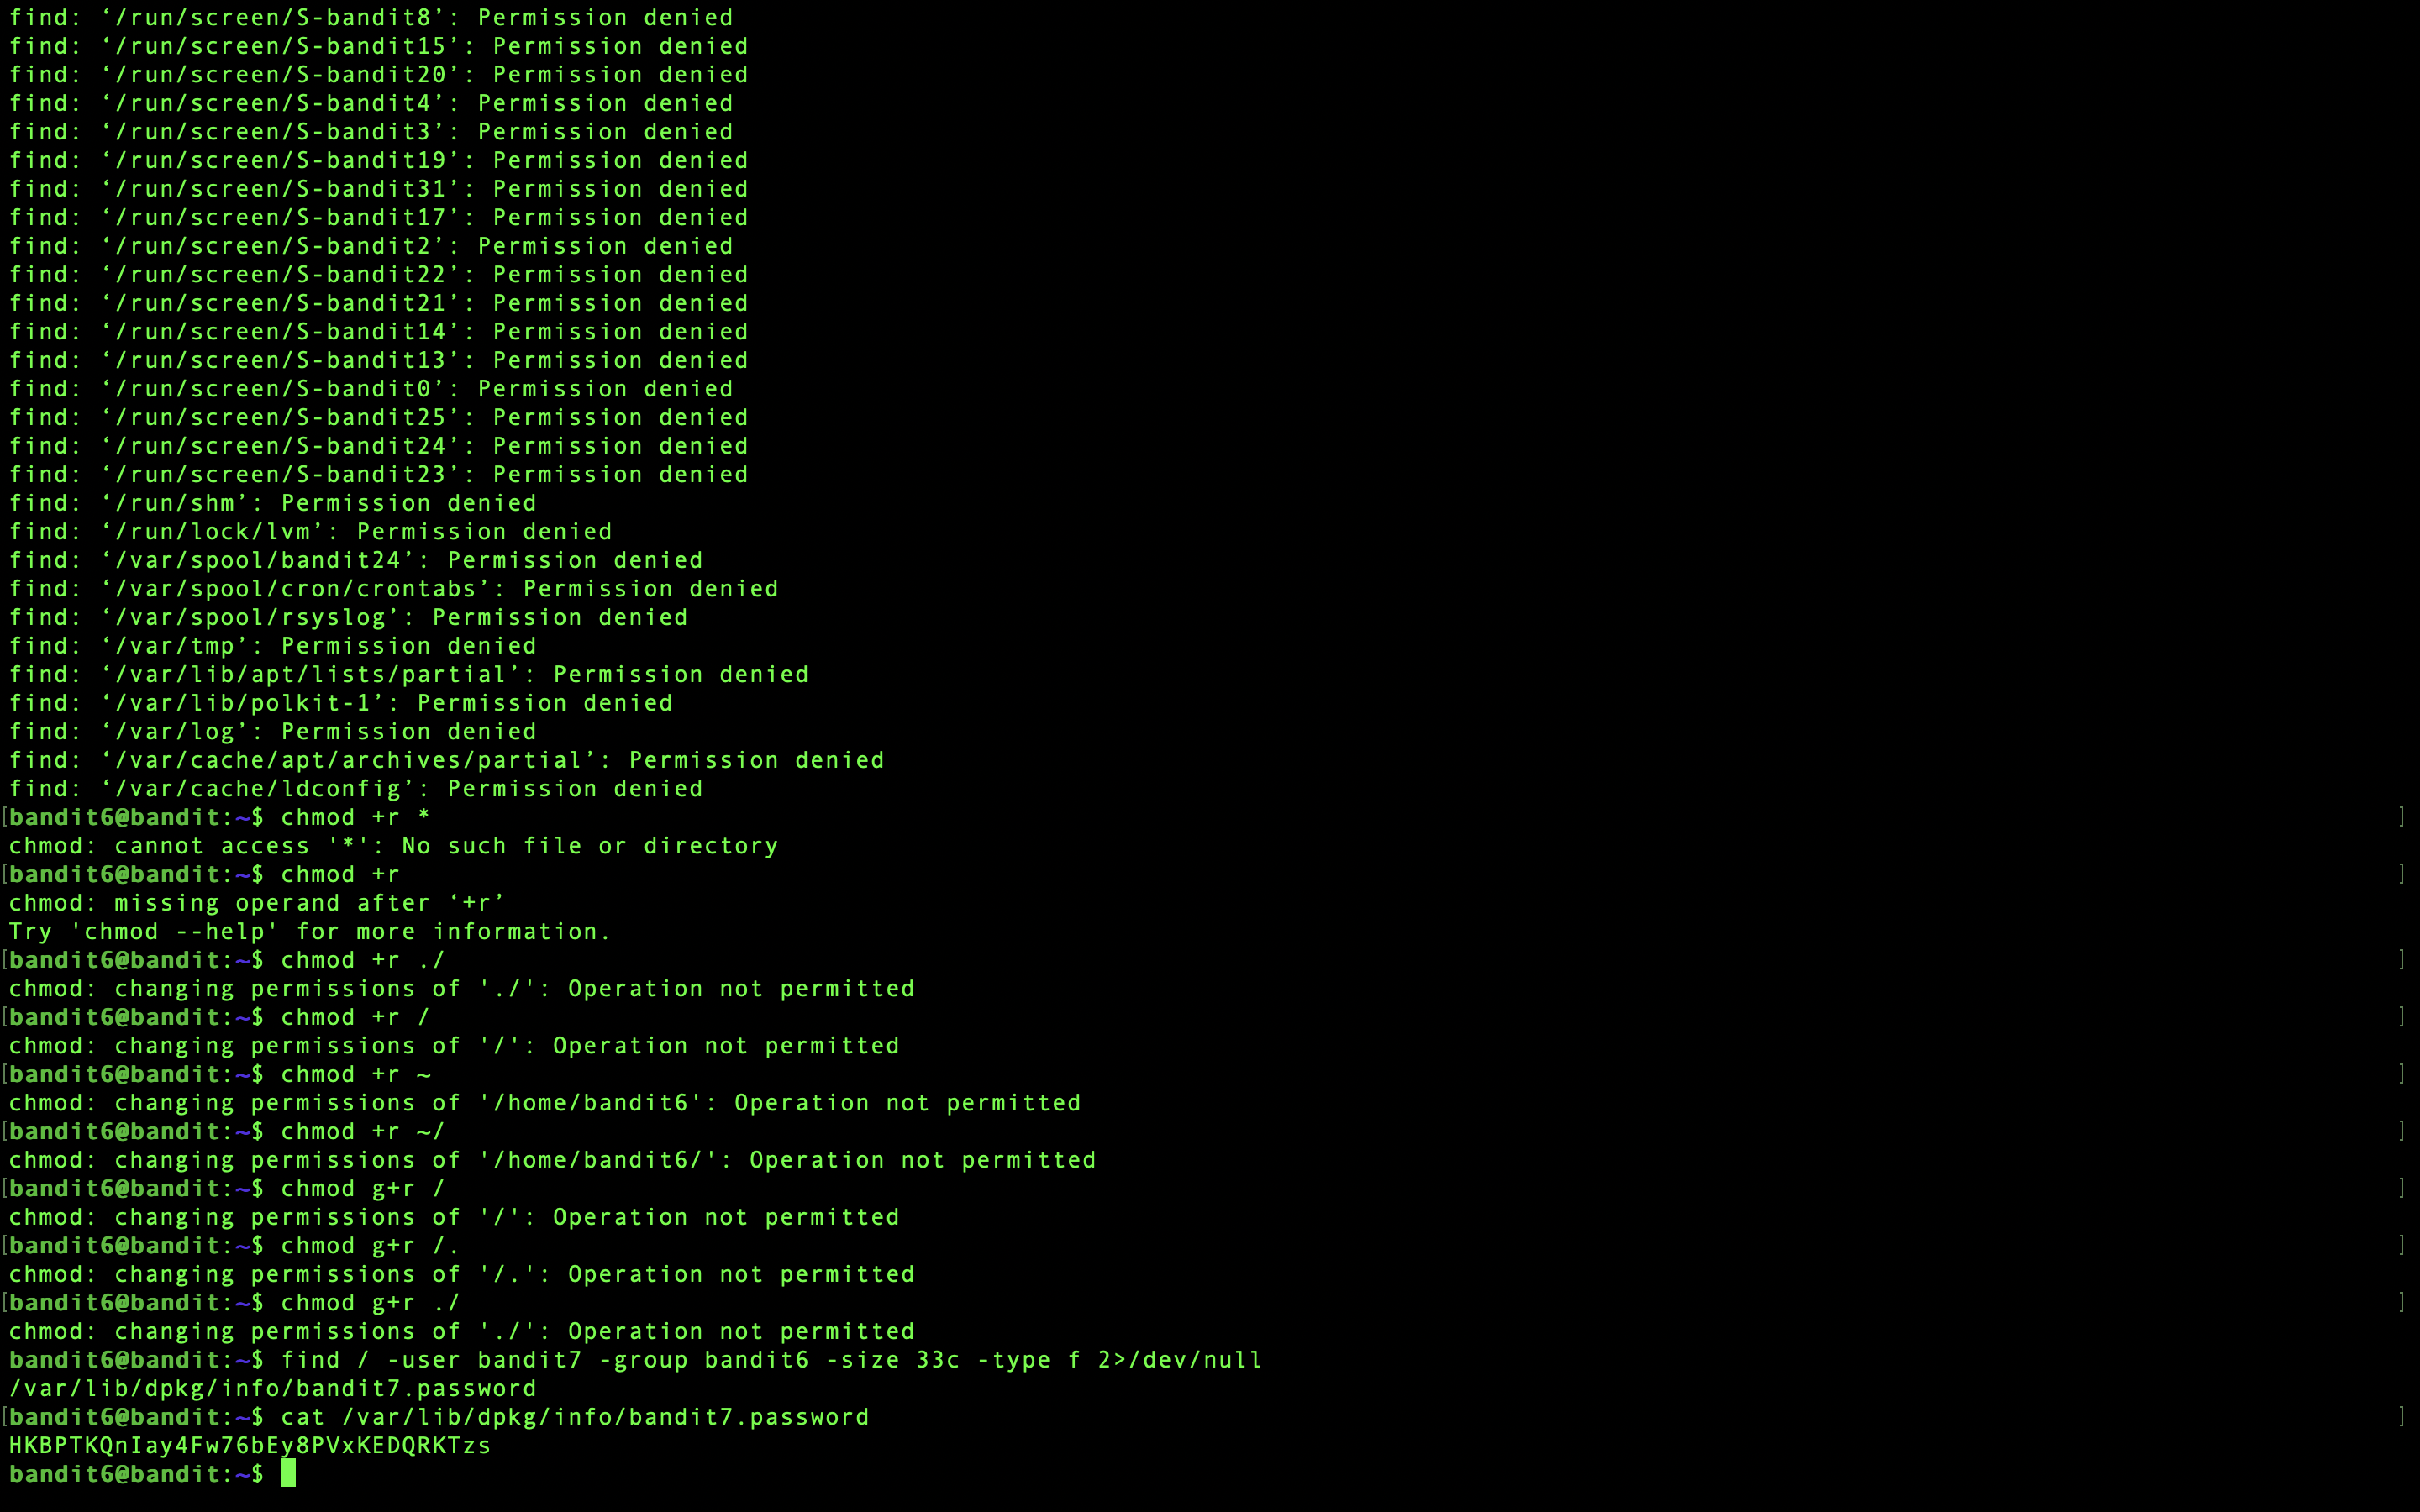 find: ‘/run/screen/S-bandit8’: Permission denied
find: ‘/run/screen/S-bandit15’: Permission denied
find: ‘/run/screen/S-bandit20’: Permission denied
find: ‘/run/screen/S-bandit4’: Permission denied
find: ‘/run/screen/S-bandit3’: Permission denied
find: ‘/run/screen/S-bandit19’: Permission denied
find: ‘/run/screen/S-bandit31’: Permission denied
find: ‘/run/screen/S-bandit17’: Permission denied
find: ‘/run/screen/S-bandit2’: Permission denied
find: ‘/run/screen/S-bandit22’: Permission denied
find: ‘/run/screen/S-bandit21’: Permission denied
find: ‘/run/screen/S-bandit14’: Permission denied
find: ‘/run/screen/S-bandit13’: Permission denied
find: ‘/run/screen/S-bandit0’: Permission denied
find: ‘/run/screen/S-bandit25’: Permission denied
find: ‘/run/screen/S-bandit24’: Permission denied
find: ‘/run/screen/S-bandit23’: Permission denied
find: ‘/run/shm’: Permission denied
find: ‘/run/lock/lvm’: Permission denied
find: ‘/var/spool/bandit24’: Permission denied
find: ‘/var/spool/cron/crontabs’: Permission denied
find: ‘/var/spool/rsyslog’: Permission denied
find: ‘/var/tmp’: Permission denied
find: ‘/var/lib/apt/lists/partial’: Permission denied
find: ‘/var/lib/polkit-1’: Permission denied
find: ‘/var/log’: Permission denied
find: ‘/var/cache/apt/archives/partial’: Permission denied
find: ‘/var/cache/ldconfig’: Permission denied
[bandit6@bandit:~$ chmod +r * ]
chmod: cannot access '*': No such file or directory
[bandit6@bandit:~$ chmod +r ]
chmod: missing operand after ‘+r’
Try 'chmod --help' for more information.
[bandit6@bandit:~$ chmod +r ./ ]
chmod: changing permissions of './': Operation not permitted
[bandit6@bandit:~$ chmod +r / ]
chmod: changing permissions of '/': Operation not permitted
[bandit6@bandit:~$ chmod +r ~ ]
chmod: changing permissions of '/home/bandit6': Operation not permitted
[bandit6@bandit:~$ chmod +r ~/ ]
chmod: changing permissions of '/home/bandit6/': Operation not permitted
[bandit6@bandit:~$ chmod g+r / ]
chmod: changing permissions of '/': Operation not permitted
[bandit6@bandit:~$ chmod g+r /. ]
chmod: changing permissions of '/.': Operation not permitted
[bandit6@bandit:~$ chmod g+r ./ ]
chmod: changing permissions of './': Operation not permitted
bandit6@bandit:~$ find / -user bandit7 -group bandit6 -size 33c -type f 2>/dev/null
/var/lib/dpkg/info/bandit7.password
[bandit6@bandit:~$ cat /var/lib/dpkg/info/bandit7.password ]
HKBPTKQnIay4Fw76bEy8PVxKEDQRKTzs
bandit6@bandit:~$